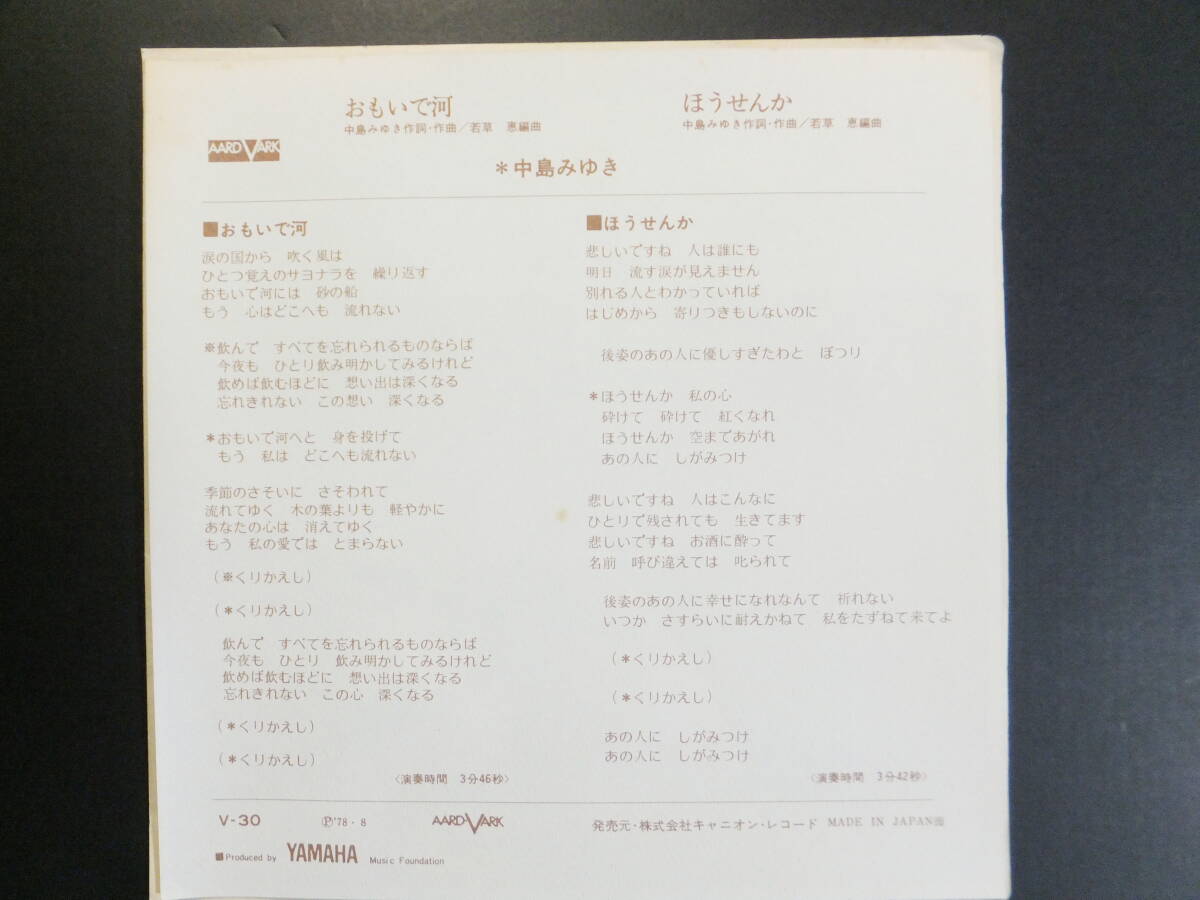 おもいで河
中島みゆき作詞・作曲／若草　恵編曲
ほうせんか
中島みゆき作詞・作曲／若草　恵編曲
AARD VARK
＊中島みゆき
■おもいで河
涙の国から　吹く風は
ひとつ覚えのサヨナラを　繰り返す
おもいで河には　砂の船
もう　心はどこへも　流れない
※飲んで　すべてを忘れられるものならば
今夜も　ひとり飲み明かしてみるけれど
飲めば飲むほどに　想い出は深くなる
忘れきれない　この想い　深くなる
＊おもいで河へと　身を投げて
もう　私は　どこへも流れない
季節のさそいに　さそわれて
流れてゆく　木の葉よりも　軽やかに
あなたの心は　消えてゆく
もう　私の愛では　とまらない
（※くりかえし）
（＊くりかえし）
飲んで　すべてを忘れられるものならば
今夜も　ひとり　飲み明かしてみるけれど
飲めば飲むほどに　想い出は深くなる
忘れきれない　この心　深くなる
（＊くりかえし）
（＊くりかえし）
〈演奏時間　3分46秒〉
■ほうせんか
悲しいですね　人は誰にも
明日　流す涙が見えません
別れる人とわかっていれば
はじめから　寄りつきもしないのに
後姿のあの人に優しすぎたわと　ぽつり
＊ほうせんか　私の心
砕けて　砕けて　紅くなれ
ほうせんか　空まであがれ
あの人に　しがみつけ
悲しいですね　人はこんなに
ひとりで残されても　生きてます
悲しいですね　お酒に酔って
名前　呼び違えては　叱られて
後姿のあの人に幸せになれなんて　祈れない
いつか　さすらいに耐えかねて　私をたずねて来てよ
（＊くりかえし）
（＊くりかえし）
あの人に　しがみつけ
あの人に　しがみつけ
〈演奏時間　3分42秒〉
V-30
Ⓟ'78・8
AARD-VARK
発売元・株式会社キャニオン・レコード　MADE IN JAPAN
■Produced by YAMAHA Music Foundation